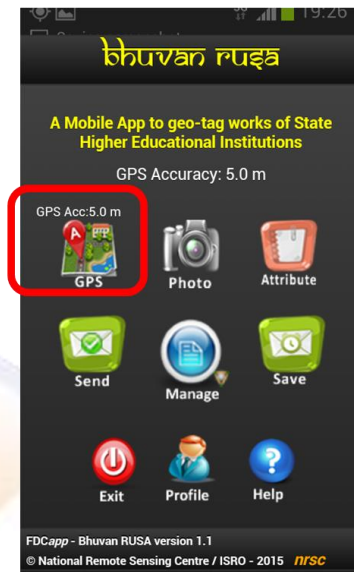 19:26
bhuvan rusa
A Mobile App to geo-tag works of State
Higher Educational Institutions
GPS Accuracy: 5.0 m
GPS Acc:5.0 m
A
GPS
Photo
Attribute
Send
Manage
Save
Exit
Profile
Help
FDCapp - Bhuvan RUSA version 1.1
© National Remote Sensing Centre / ISRO - 2015 nrsc